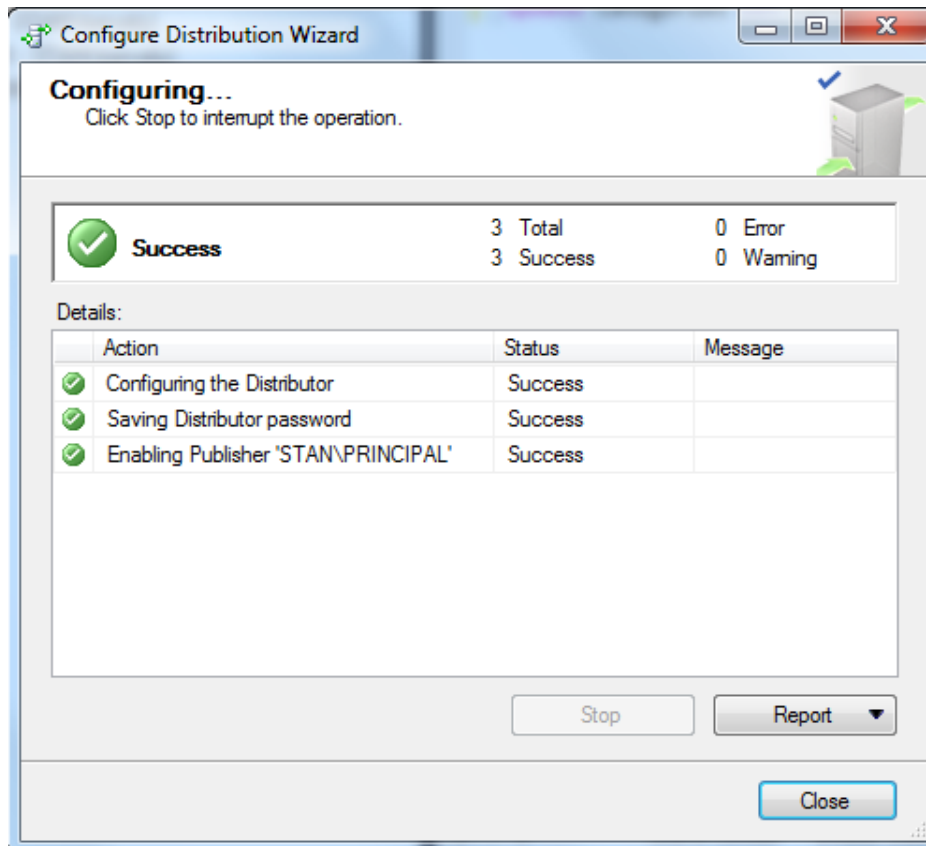 Configure Distribution Wizard
Configuring...
Click Stop to interrupt the operation.
Success
3 Total
0 Error
3 Success
0 Warning
Details:
Action Status Message
Configuring the Distributor Success
Saving Distributor password Success
Enabling Publisher 'STAN\PRINCIPAL' Success
Stop
Report
Close